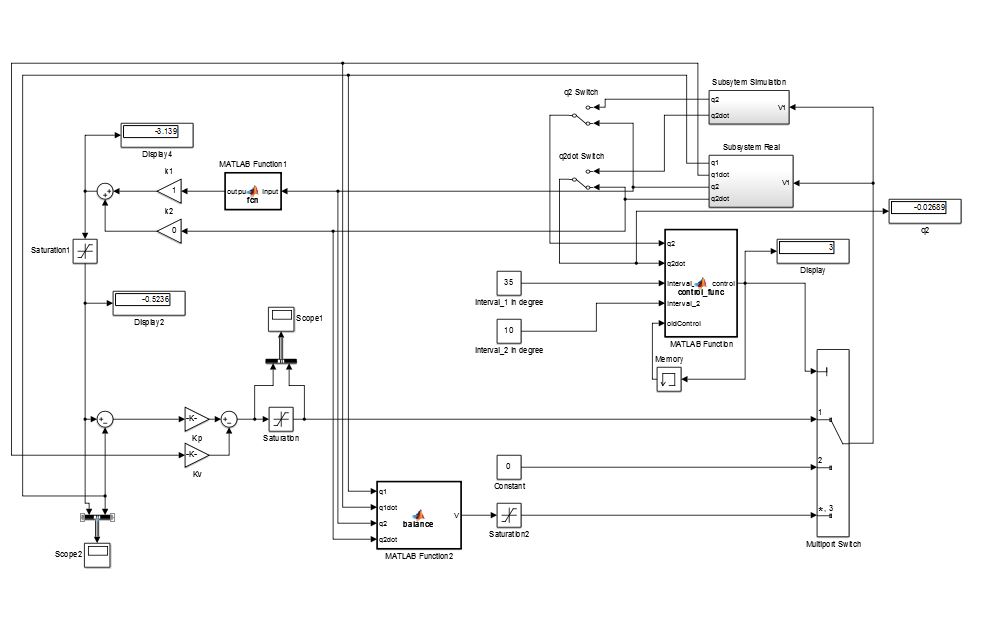 Subsytem Simulation
q2 Switch
q2
q2dot
V1
-3.139
Display4
q2dot Switch
Subsystem Real
q1
q1dot
q2
q2dot
V1
k1
1
MATLAB Function1
output
input
fcn
k2
0
-0.02689
q2
Saturation1
q2
q2dot
Interval_
control
control_func
Interval_2
oldControl
MATLAB Function
3
Display
35
Interval_1 in degree
-0.5236
Display2
Scope1
10
Interval_2 in degree
Memory
-K-
Kp
Saturation
1
-K-
Kv
0
Constant
2
q1
q1dot
balance
q2
q2dot
V
MATLAB Function2
Saturation2
*, 3
Multiport Switch
Scope2